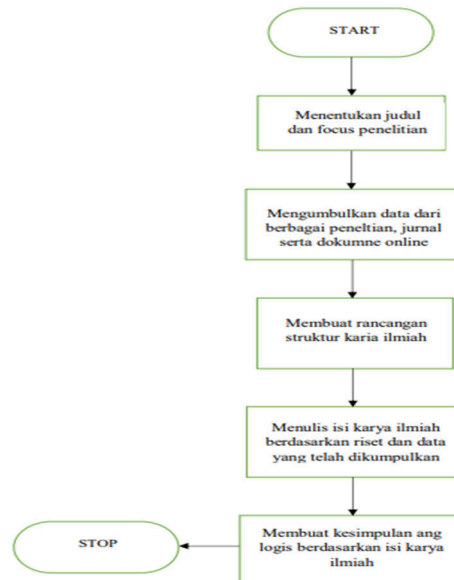 START
Menentukan judul
dan focus penelitian
Mengumbulkan data dari
berbagai peneltian, jurnal
serta dokumne online
Membuat rancangan
struktur karia ilmiah
Menulis isi karya ilmiah
berdasarkan riset dan data
yang telah dikumpulkan
Membuat kesimpulan ang
logis berdasarkan isi karya
ilmiah
STOP